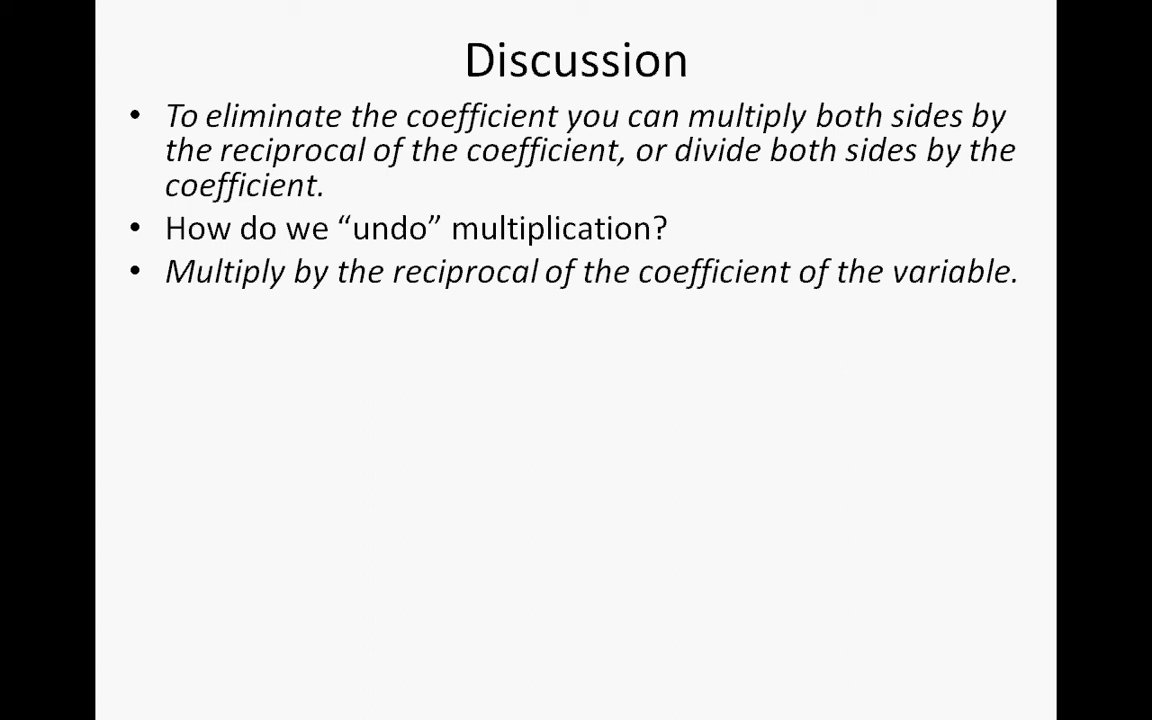 Discussion
• To eliminate the coefficient you can multiply both sides by
the reciprocal of the coefficient, or divide both sides by the
coefficient.
• How do we “undo” multiplication?
• Multiply by the reciprocal of the coefficient of the variable.